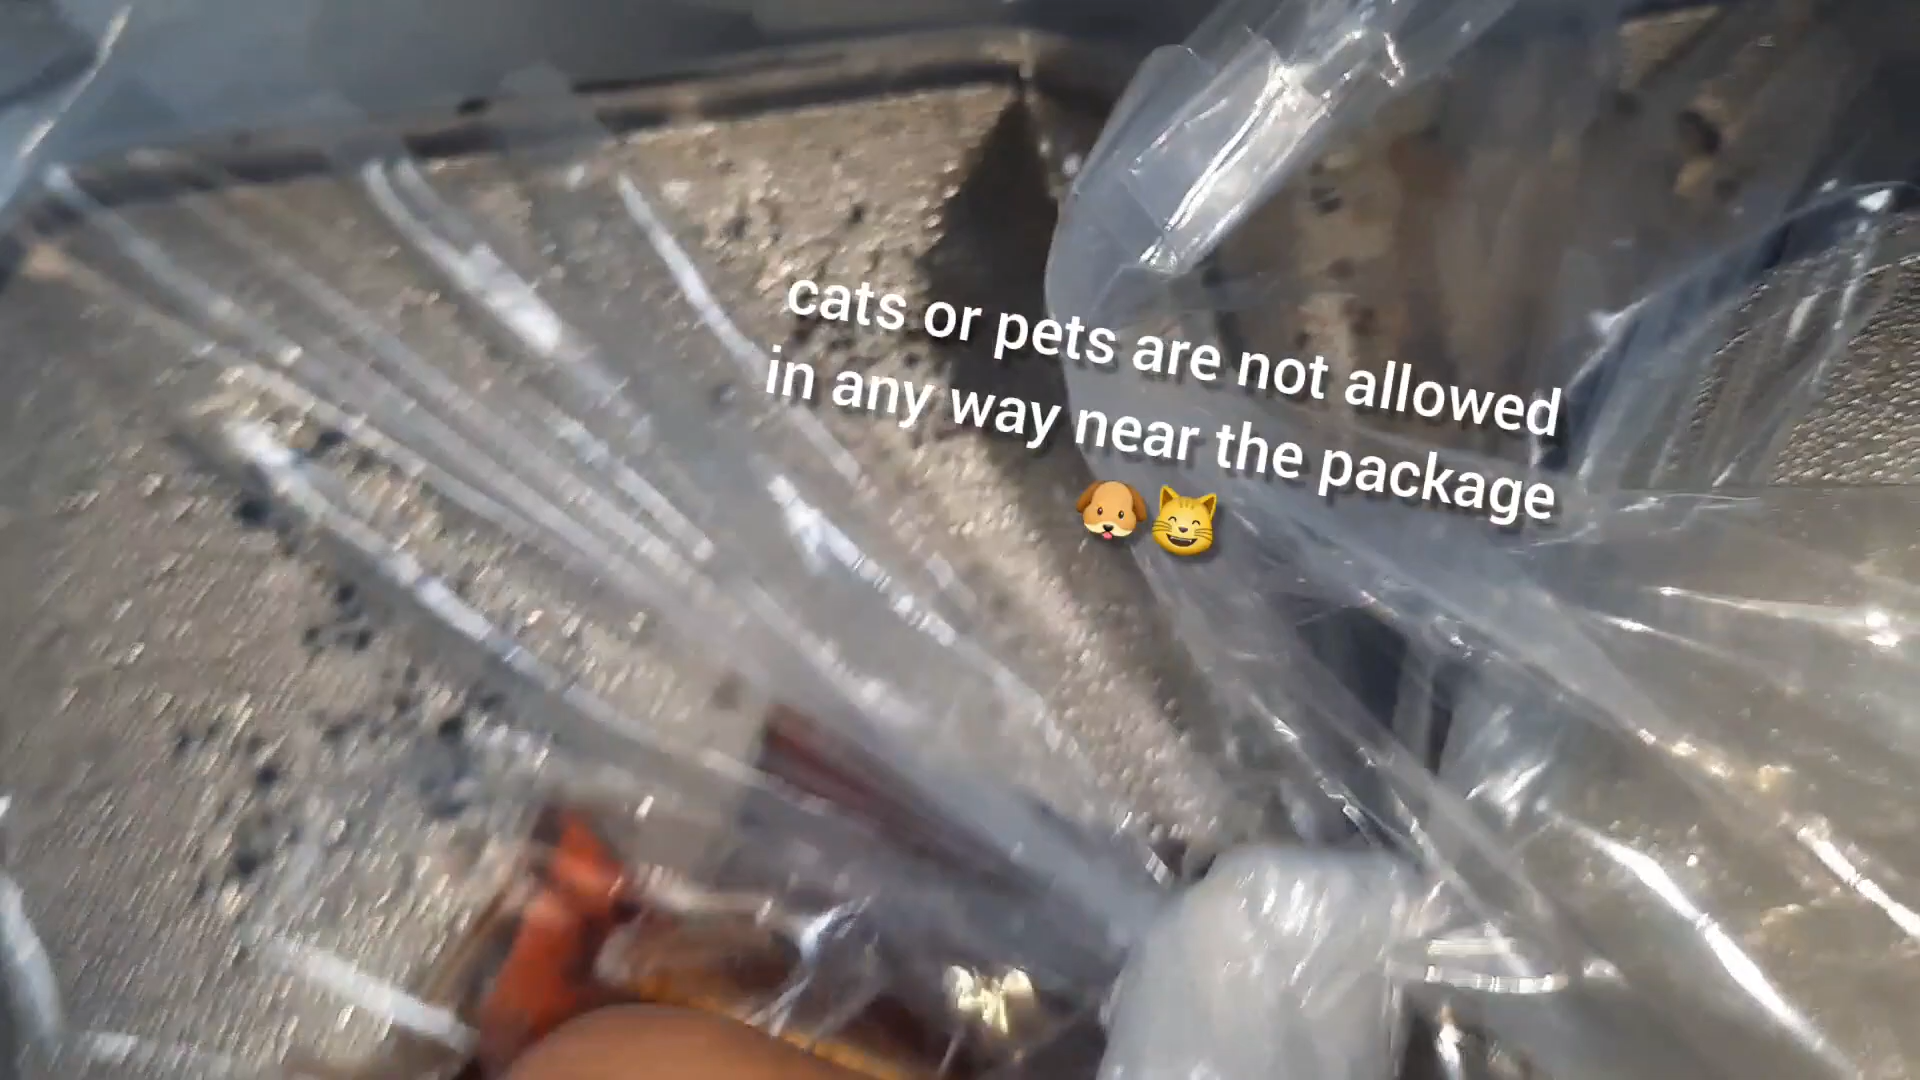 cats or pets are not allowed
in any way near the package
🐶😸